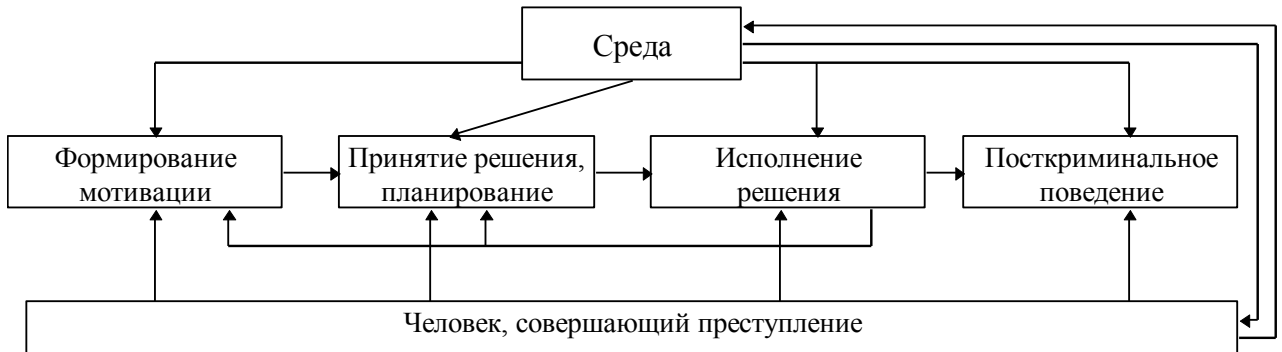 Среда
Формирование
мотивации
Принятие решения,
планирование
Исполнение
решения
Посткриминальное
поведение
Человек, совершающий преступление